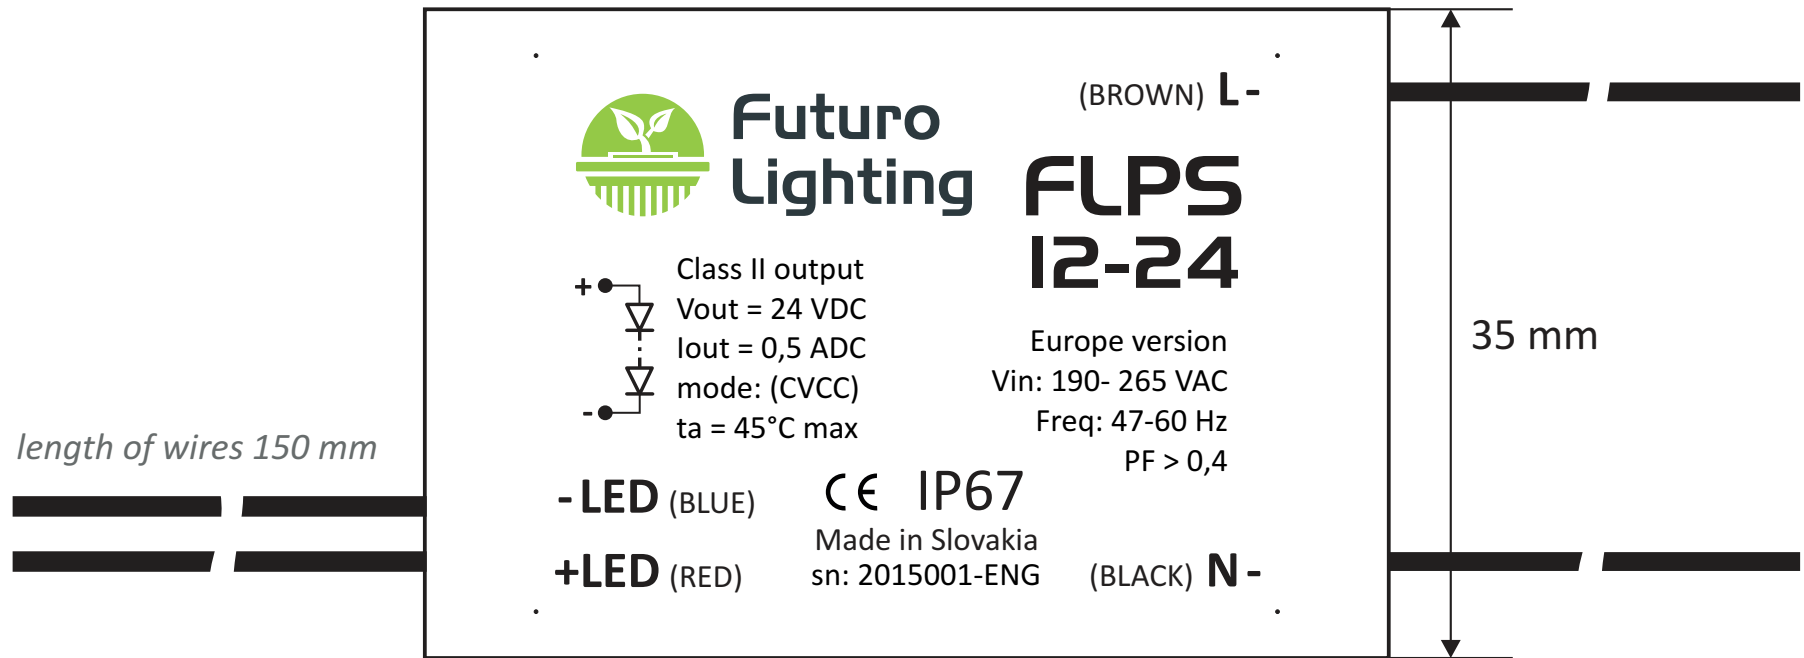 (BROWN) L -
Futuro
Lighting
FLPS
12-24
Class II output
Vout = 24 VDC
Iout = 0,5 ADC
mode: (CVCC)
ta = 45°C max
+
-
Europe version
Vin: 190- 265 VAC
Freq: 47-60 Hz
PF > 0,4
35 mm
length of wires 150 mm
- LED (BLUE)
CE IP67
Made in Slovakia
+LED (RED)
sn: 2015001-ENG
(BLACK) N -